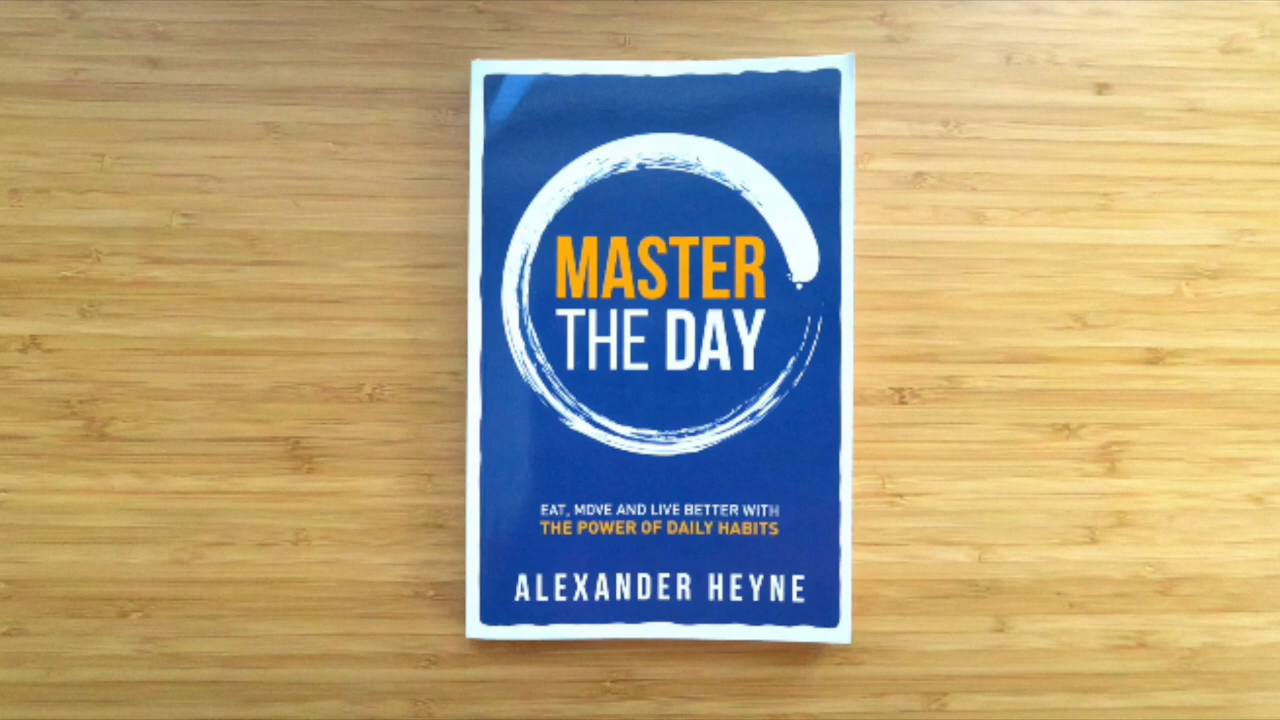 MASTER
THE DAY
EAT, MOVE AND LIVE BETTER WITH
THE POWER OF DAILY HABITS
ALEXANDER HEYNE